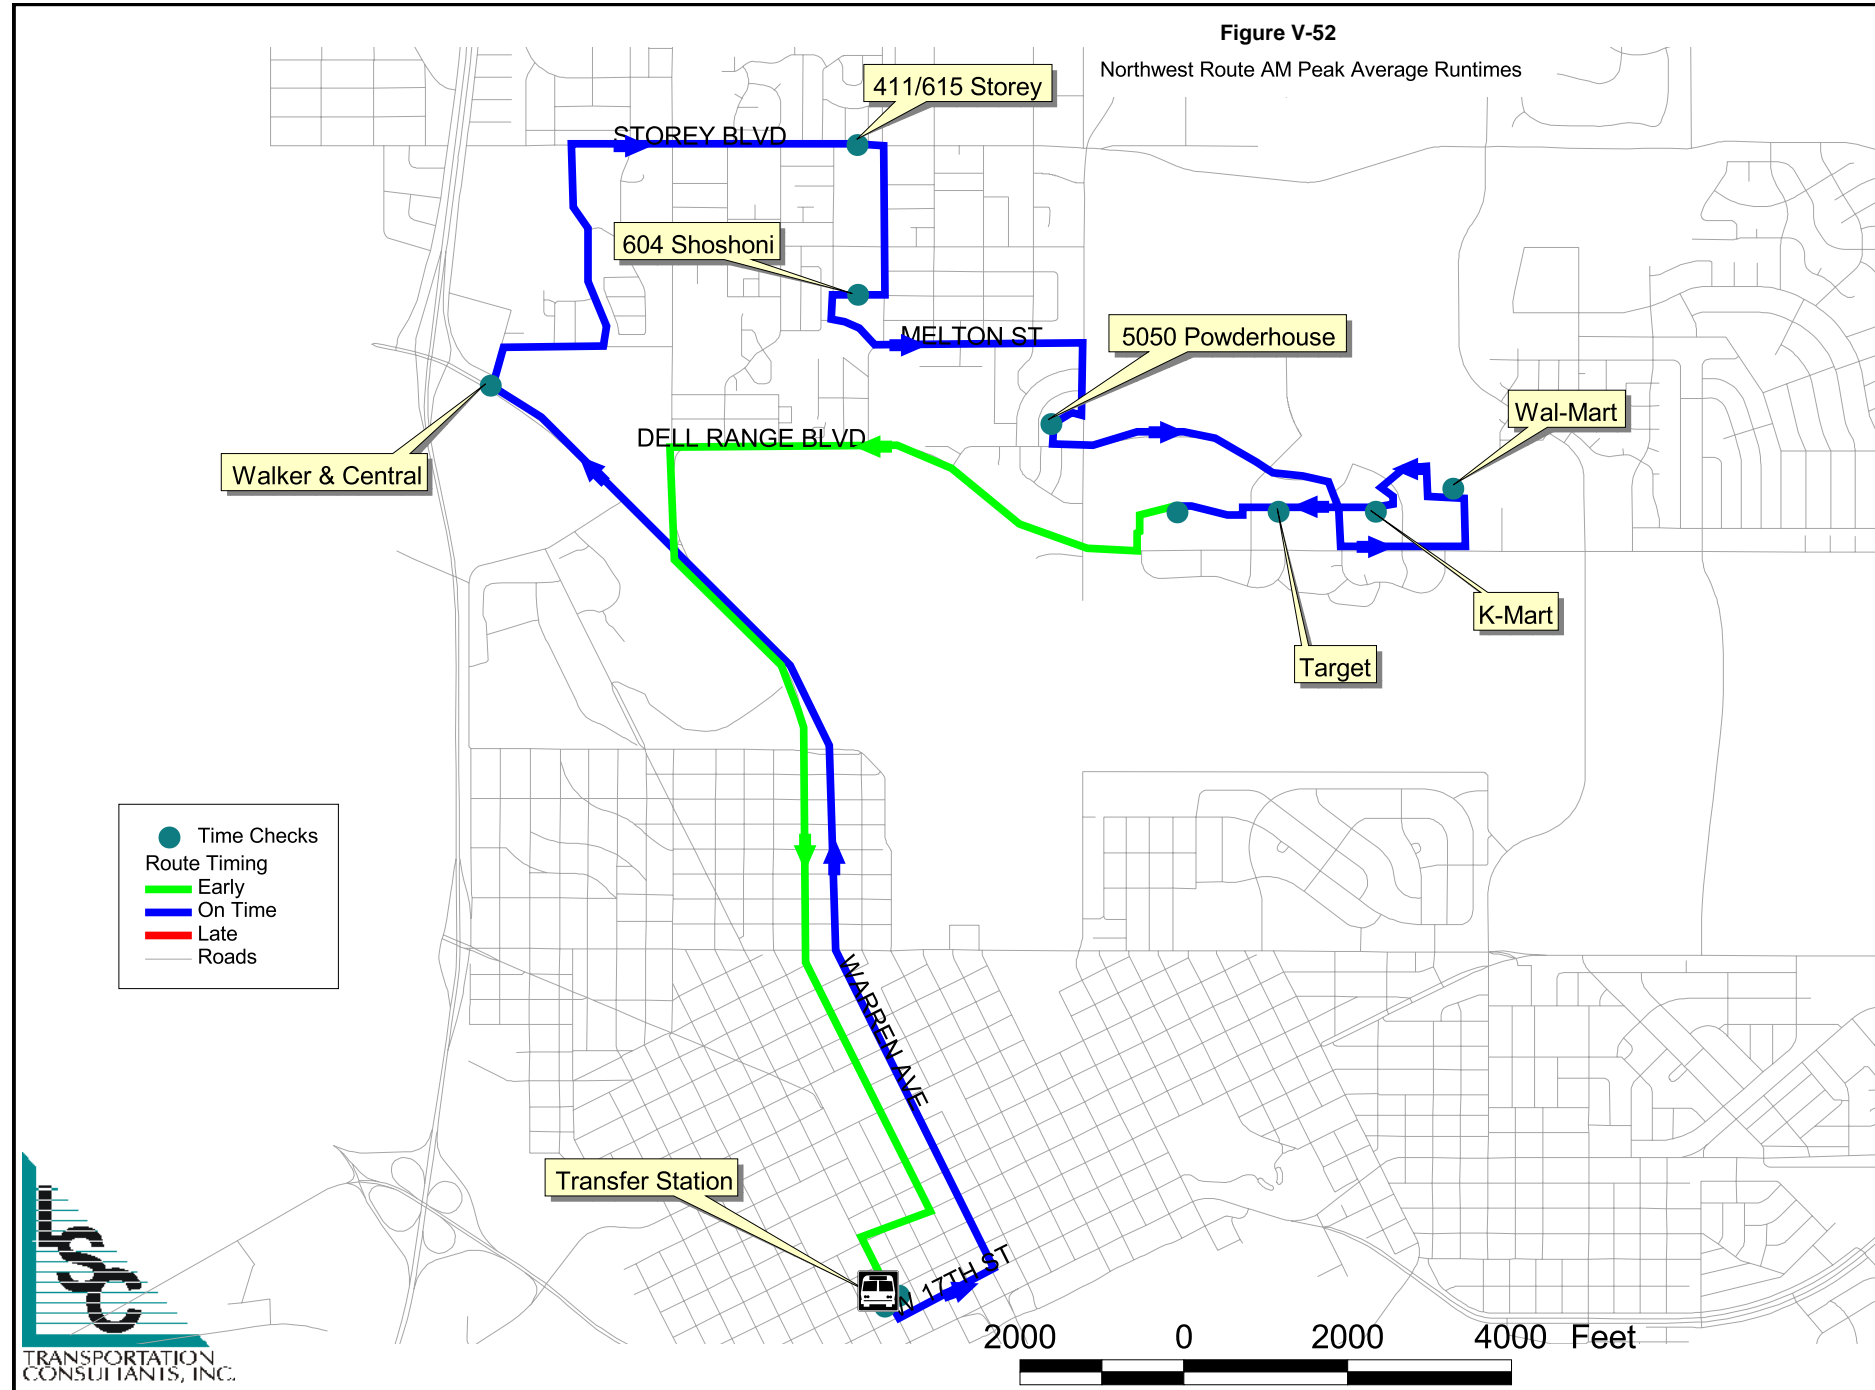 Figure V-52
Northwest Route AM Peak Average Runtimes
411/615 Storey
STOREY BLVD
604 Shoshoni
MELTON ST
5050 Powderhouse
Wal-Mart
DELL RANGE BLVD
Walker & Central
K-Mart
Target
Time Checks
Route Timing
Early
On Time
Late
Roads
WARREN AVE
Transfer Station
W 17TH ST
LSC
TRANSPORTATION
CONSULTANTS, INC.
2000 0 2000 4000 Feet